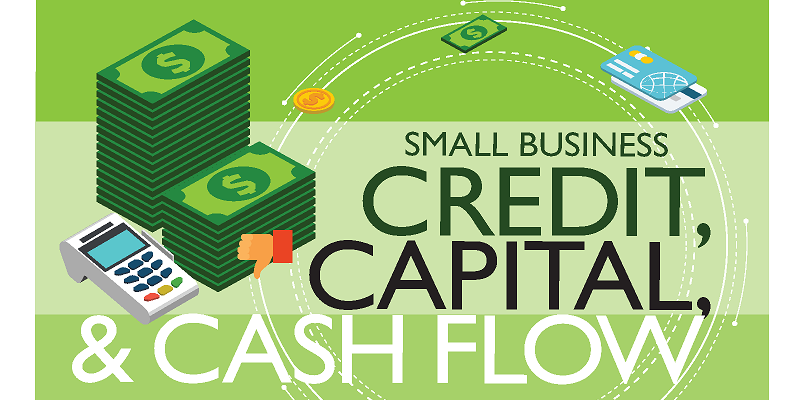 SMALL BUSINESS
CREDIT,
CAPITAL,
& CASH FLOW